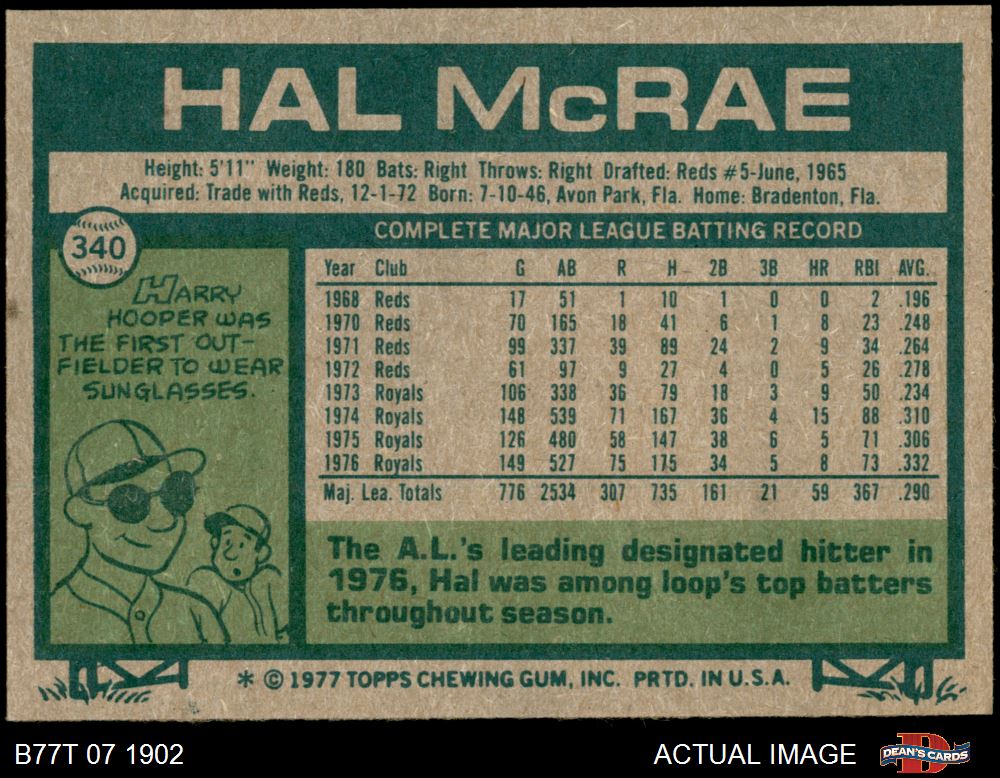 HAL McRAE
Height: 5'11" Weight: 180 Bats: Right Throws: Right Drafted: Reds #5-June, 1965
Acquired: Trade with Reds, 12-1-72 Born: 7-10-46, Avon Park, Fla. Home: Bradenton, Fla.
340
HARRY
HOOPER WAS
THE FIRST OUT-
FIELDER TO WEAR
SUNGLASSES.
COMPLETE MAJOR LEAGUE BATTING RECORD
Year Club G AB R H 2B 3B HR RBI AVG.
1968 Reds 17 51 1 10 1 0 0 2 .196
1970 Reds 70 165 18 41 6 1 8 23 .248
1971 Reds 99 337 39 89 24 2 9 34 .264
1972 Reds 61 97 9 27 4 0 5 26 .278
1973 Royals 106 338 36 79 18 3 9 50 .234
1974 Royals 148 539 71 167 36 4 15 88 .310
1975 Royals 126 480 58 147 38 6 5 71 .306
1976 Royals 149 527 75 175 34 5 8 73 .332
Maj. Lea. Totals 776 2534 307 735 161 21 59 367 .290
The A.L.'s leading designated hitter in
1976, Hal was among loop's top batters
throughout season.
* © 1977 TOPPS CHEWING GUM, INC. PRTD. IN U.S.A.
B77T 07 1902
ACTUAL IMAGE
D
DEAN'S CARDS